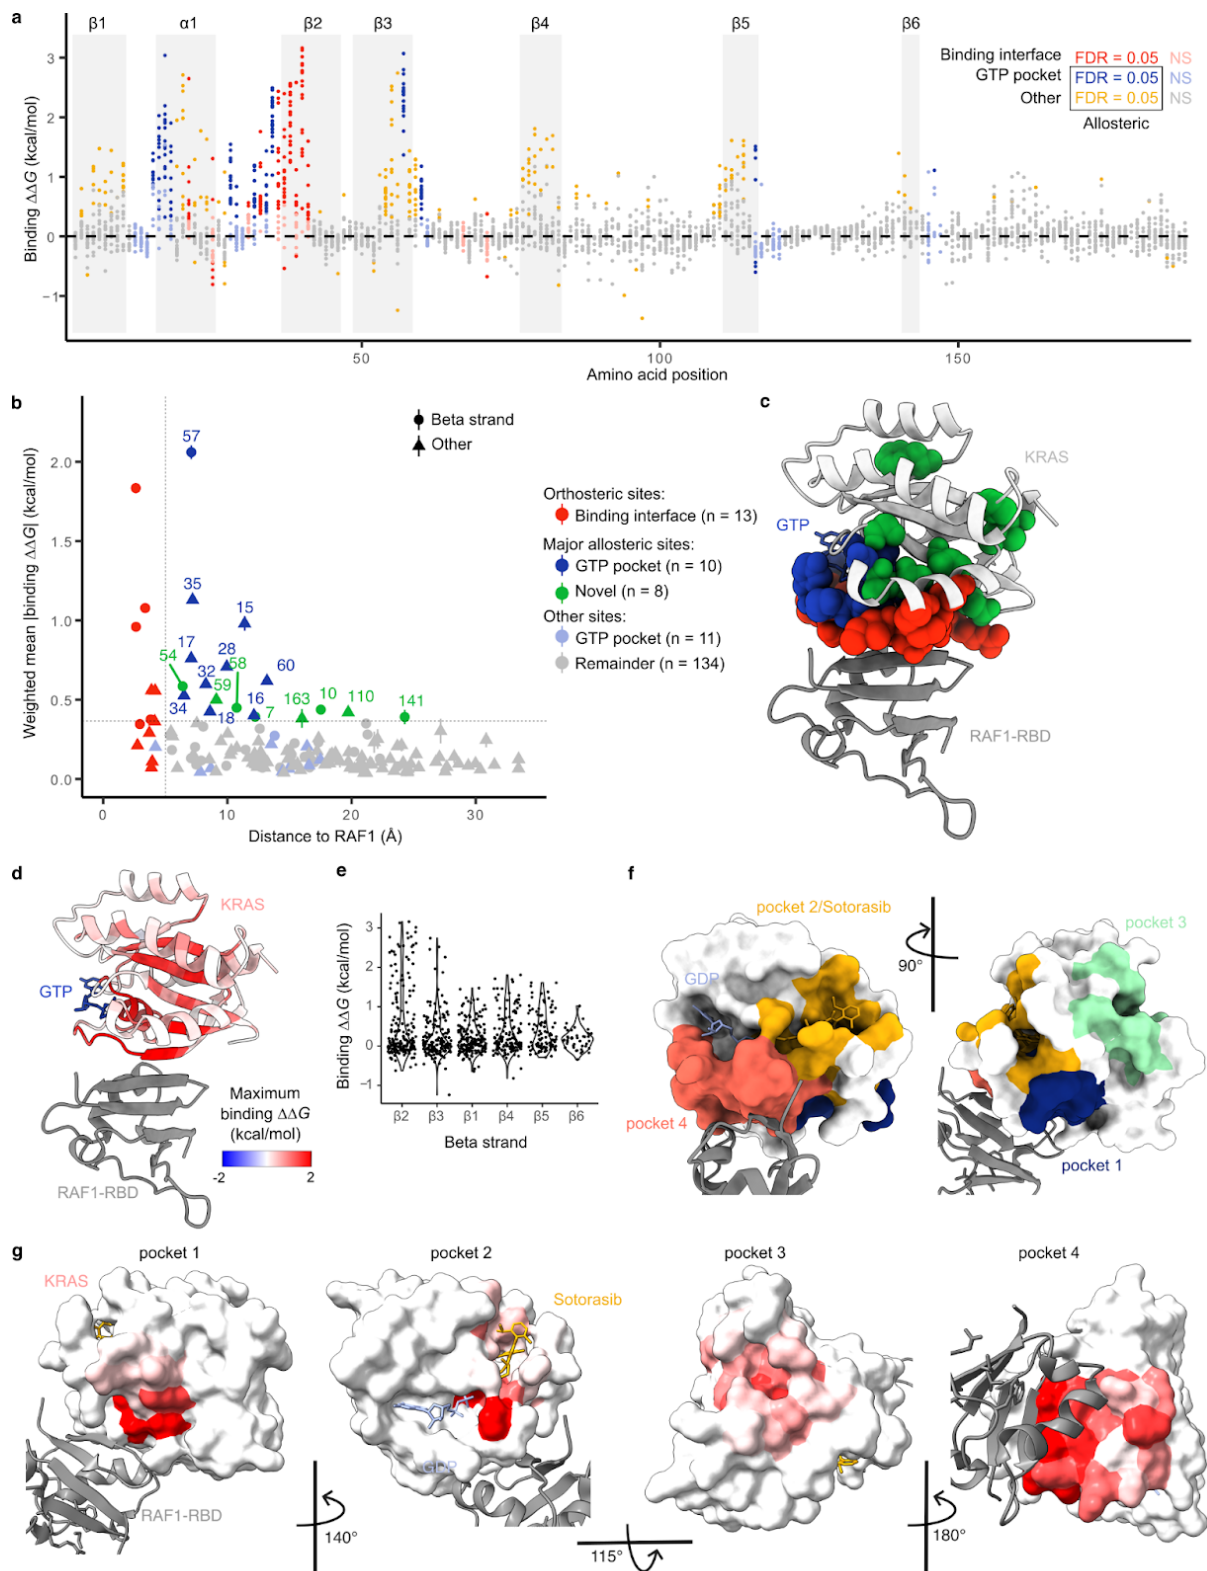 a
β1 α1 β2 β3 β4 β5 β6
Binding interface FDR = 0.05 NS
GTP pocket FDR = 0.05 NS
Other FDR = 0.05 NS
Allosteric
Binding ΔΔG (kcal/mol)
3
2
1
0
−1
50 100 150
Amino acid position
b
Weighted mean |binding ΔΔG| (kcal/mol)
2.0
1.5
1.0
0.5
0.0
Beta strand
Other
57
35
15
17
28
60
54
32
58
59
34
18
16
7
163
10
110
141
0 10 20 30
Distance to RAF1 (Å)
Orthosteric sites:
Binding interface (n = 13)
Major allosteric sites:
GTP pocket (n = 10)
Novel (n = 8)
Other sites:
GTP pocket (n = 11)
Remainder (n = 134)
c
KRAS
GTP
RAF1-RBD
d
KRAS
GTP
Maximum
binding ΔΔG
(kcal/mol)
-2 2
RAF1-RBD
e
Binding ΔΔG (kcal/mol)
3
2
1
0
−1
β2 β3 β1 β4 β5 β6
Beta strand
f
pocket 2/Sotorasib
GDP
pocket 4
90°
pocket 3
pocket 1
g
pocket 1 pocket 2 pocket 3 pocket 4
KRAS
RAF1-RBD
140°
Sotorasib
GDP
115°
180°